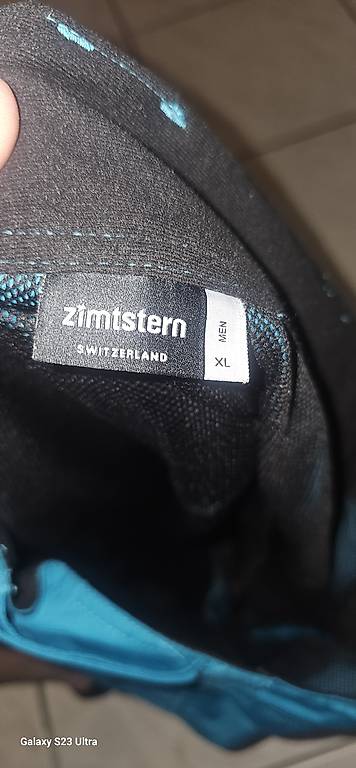 zimtstern
SWITZERLAND
MEN
XL
Galaxy S23 Ultra